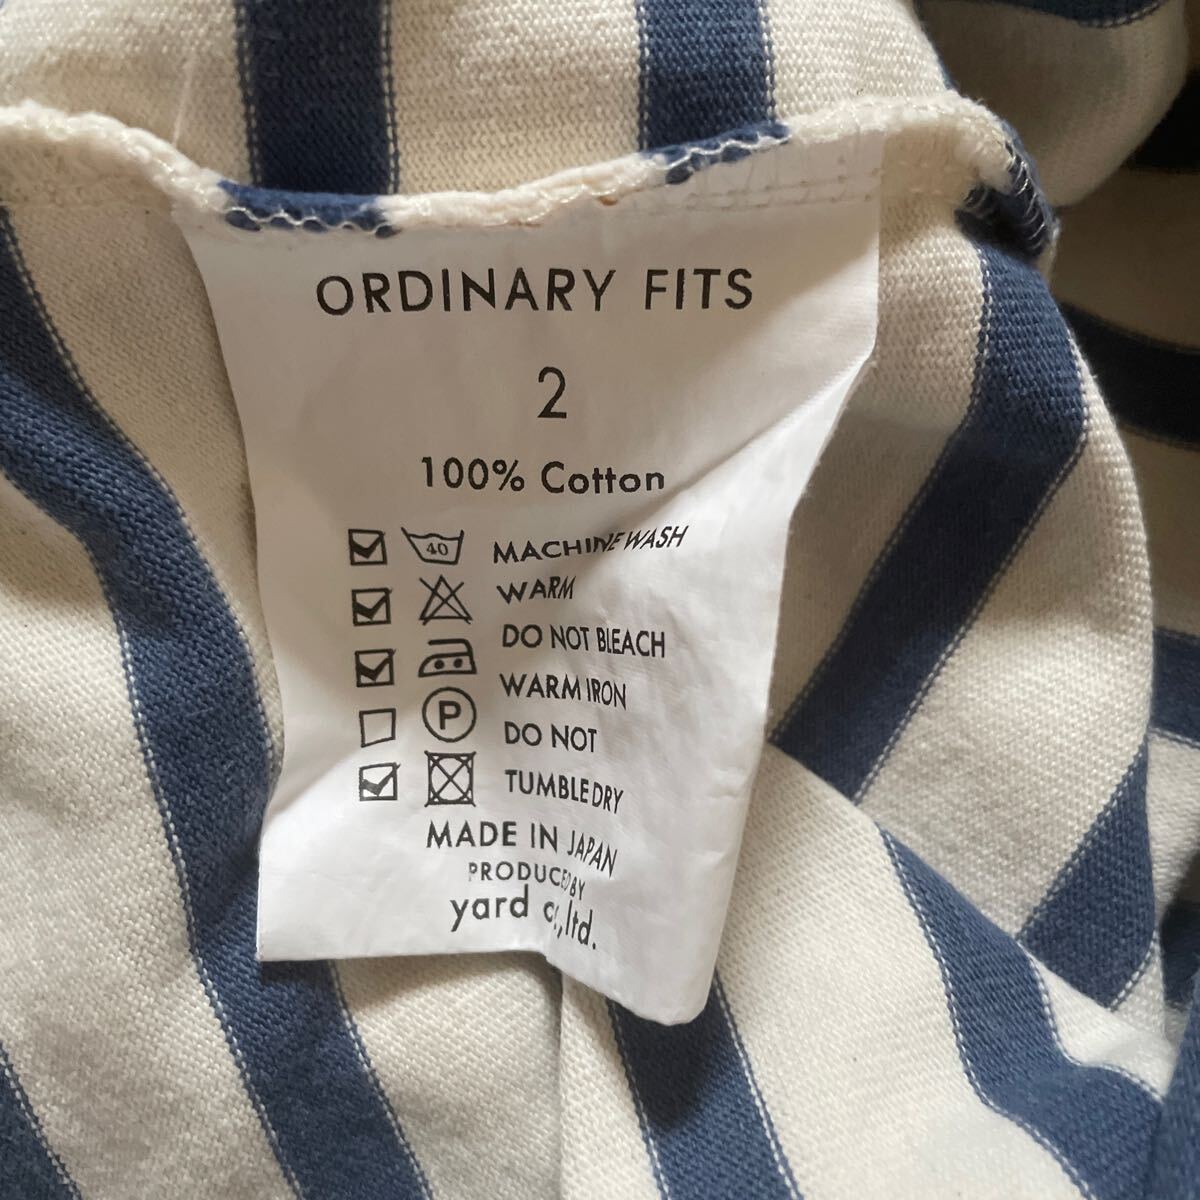 ORDINARY FITS
2
100% Cotton
40 MACHINE WASH
WARM
DO NOT BLEACH
WARM IRON
P DO NOT
TUMBLE DRY
MADE IN JAPAN
PRODUCED BY
yard co,ltd.